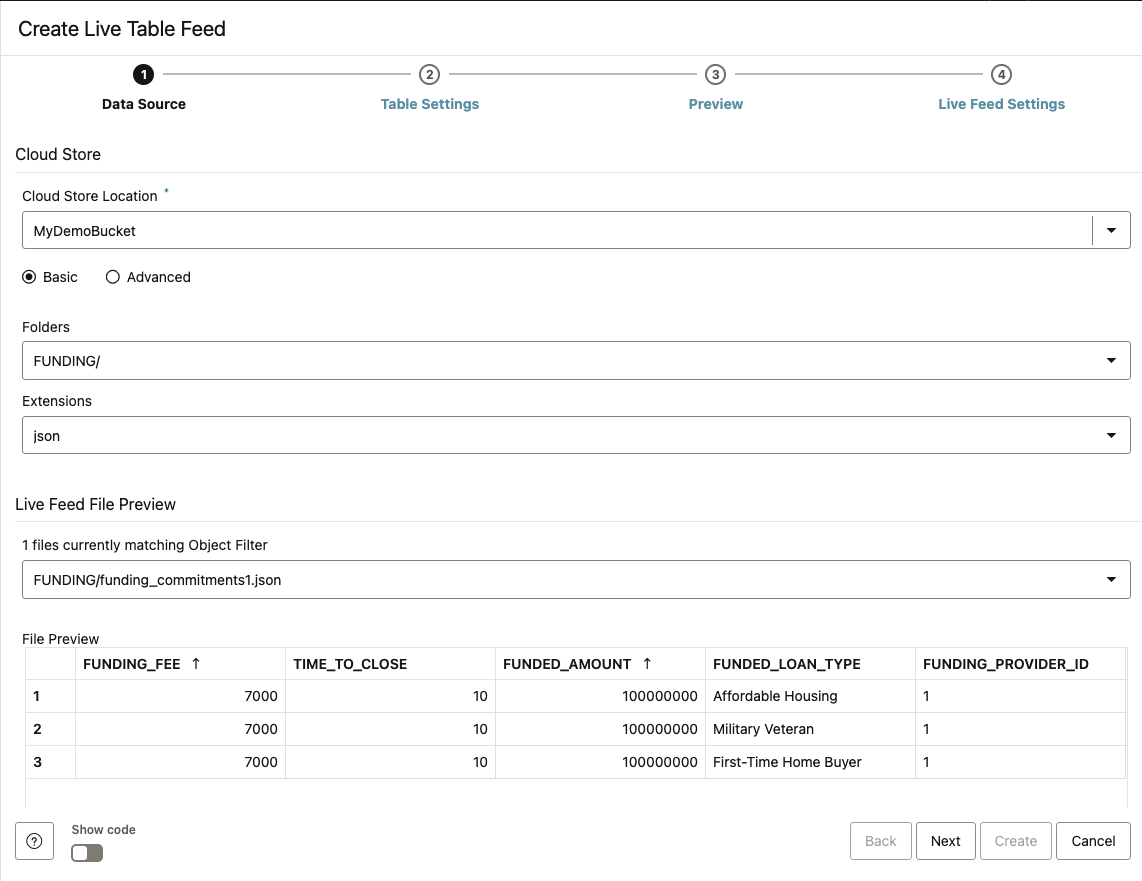 Create Live Table Feed
1 2 3 4
Data Source Table Settings Preview Live Feed Settings
Cloud Store
Cloud Store Location *
MyDemoBucket
Basic Advanced
Folders
FUNDING/
Extensions
json
Live Feed File Preview
1 files currently matching Object Filter
FUNDING/funding_commitments1.json
File Preview
FUNDING_FEE ↑ TIME_TO_CLOSE FUNDED_AMOUNT ↑ FUNDED_LOAN_TYPE FUNDING_PROVIDER_ID
1 7000 10 100000000 Affordable Housing 1
2 7000 10 100000000 Military Veteran 1
3 7000 10 100000000 First-Time Home Buyer 1
Show code
? Back Next Create Cancel